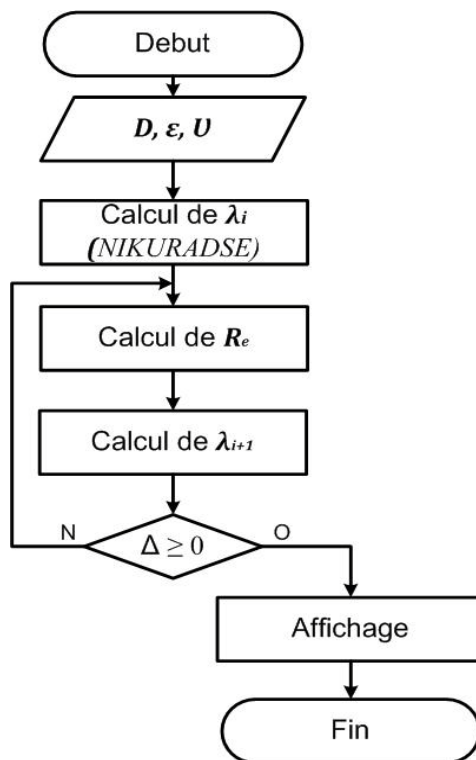 Debut
D, ε, U
Calcul de λi
(NIKURADSE)
Calcul de Re
Calcul de λi+1
N
Δ ≥ 0
O
Affichage
Fin